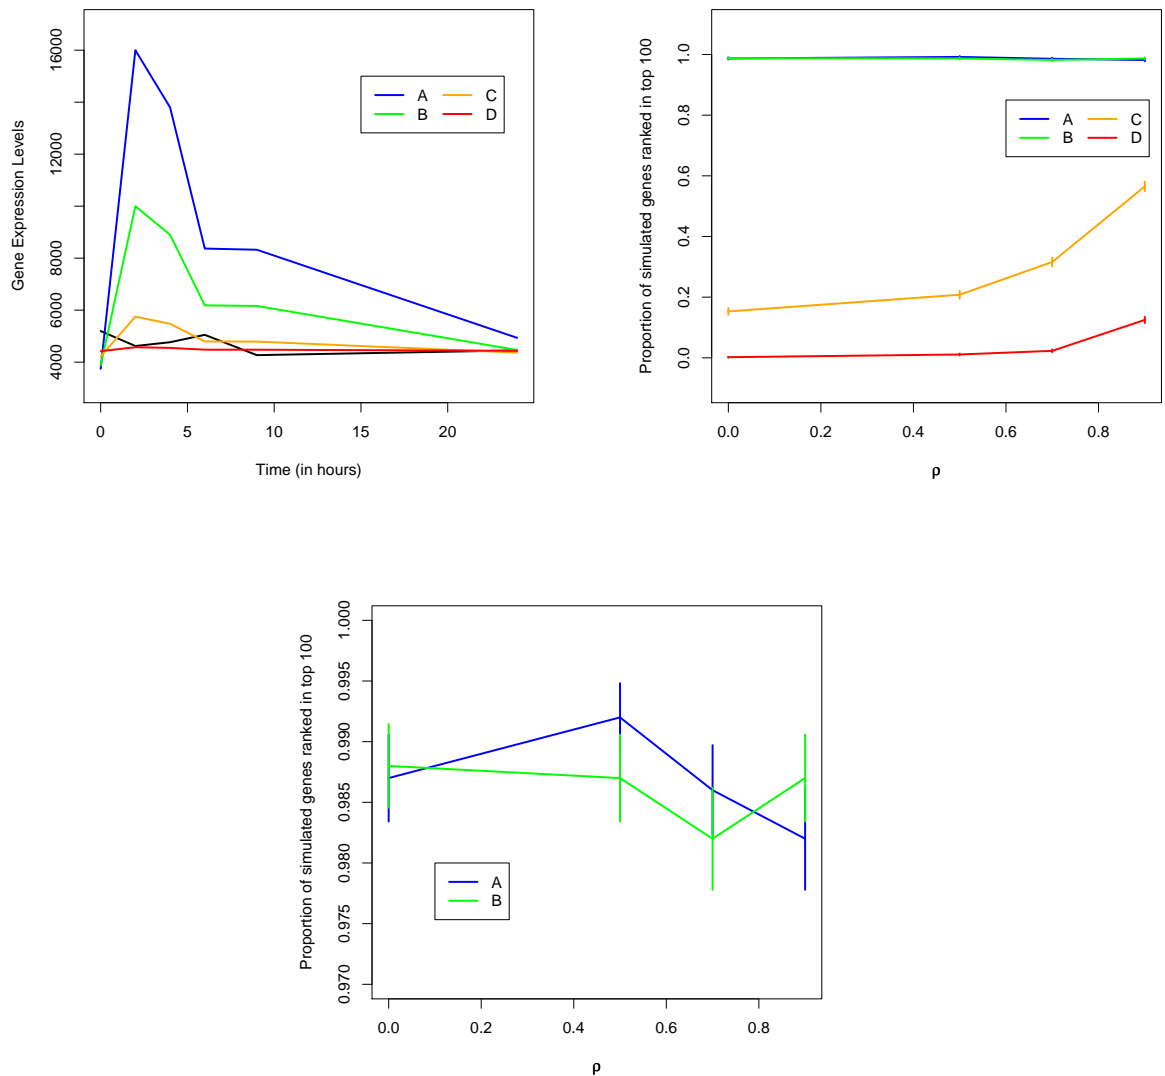 Gene Expression Levels
4000
6000
8000
12000
16000
A
B
C
D
0
5
10
15
20
Time (in hours)
Proportion of simulated genes ranked in top 100
0.0
0.2
0.4
0.6
0.8
1.0
A
B
C
D
0.0
0.2
0.4
0.6
0.8
ρ
Proportion of simulated genes ranked in top 100
0.970
0.975
0.980
0.985
0.990
0.995
1.000
A
B
0.0
0.2
0.4
0.6
0.8
ρ